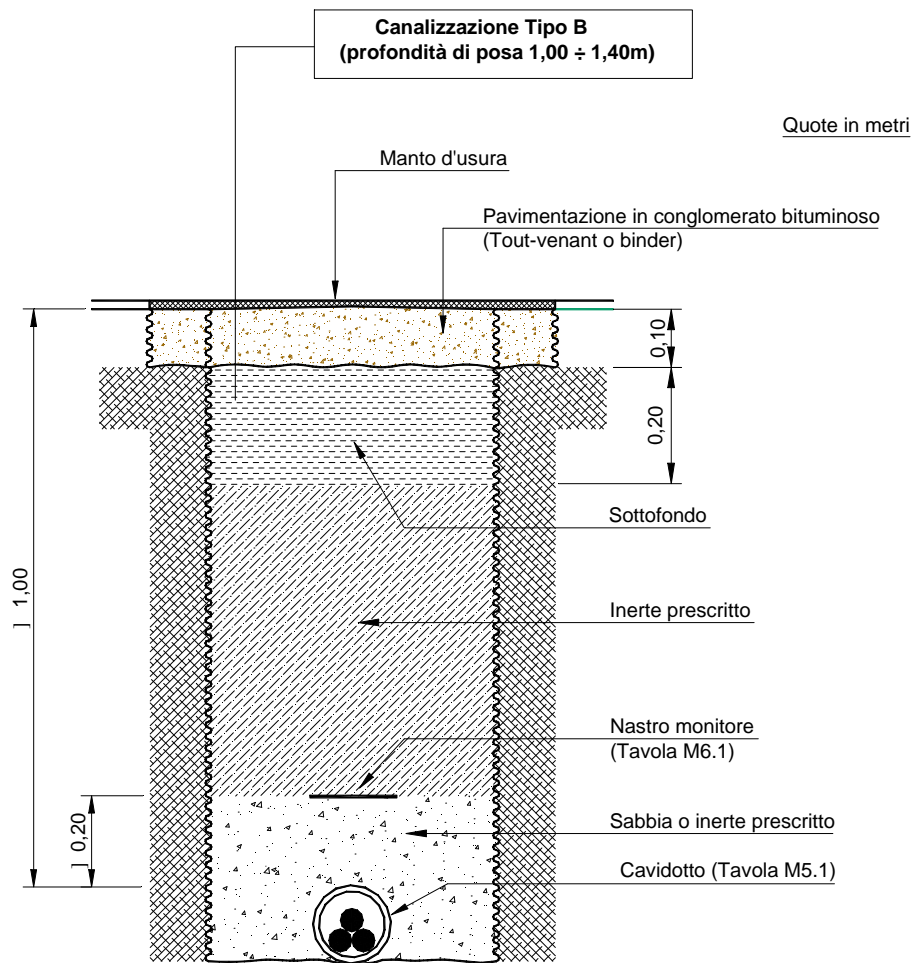 Canalizzazione Tipo B
(profondità di posa 1,00 ÷ 1,40m)
Quote in metri
Manto d'usura
Pavimentazione in conglomerato bituminoso
(Tout-venant o binder)
0,10
0,20
Sottofondo
] 1,00
Inerte prescritto
Nastro monitore
(Tavola M6.1)
] 0,20
Sabbia o inerte prescritto
Cavidotto (Tavola M5.1)